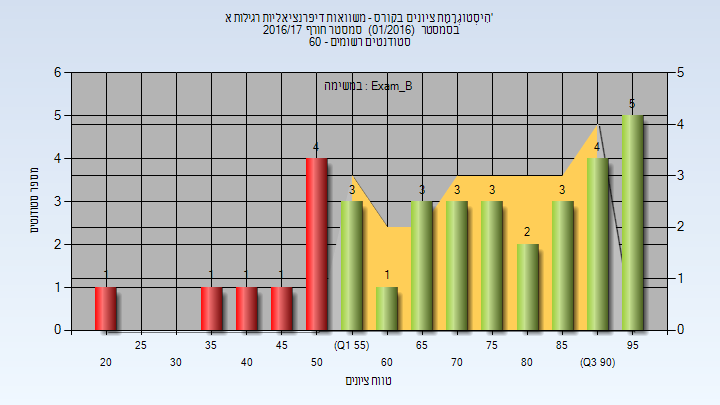 הִיסְטוֹגְרָמַת ציונים בקורס - משוואות דיפרנציאליות רגילות א'
בסמסטר (01/2016) סמסטר חורף 2016/17
סטודנטים רשומים - 60
במשימה : Exam_B
6 5 4 3 2 1 0
מספר סטודנטים
5 4 3 2 1 0
1 1 1 1 4 3 1 3 3 3 2 3 4 5
20 25 30 35 40 45 50 (Q1 55) 60 65 70 75 80 85 (Q3 90) 95
טווח ציונים